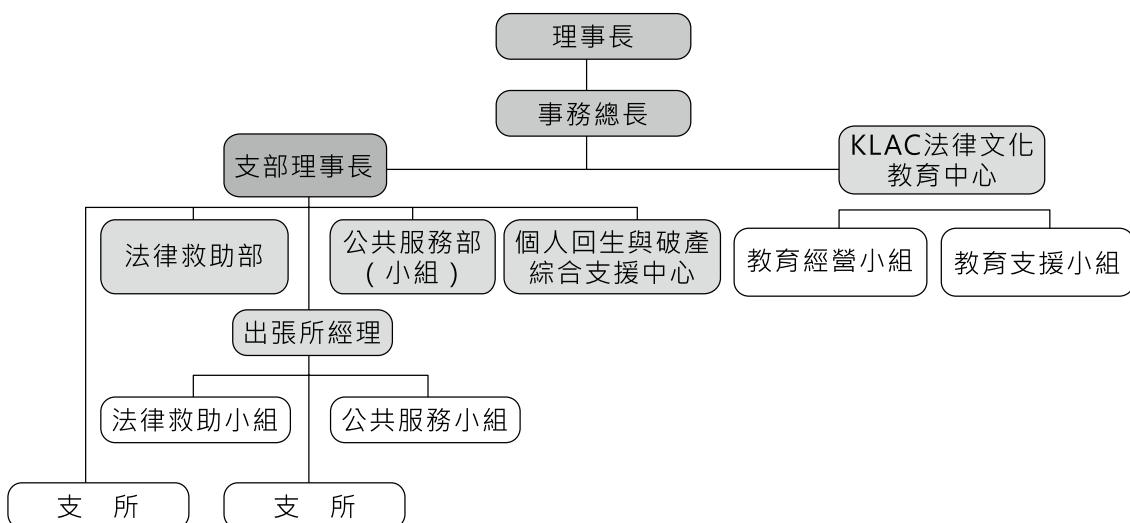 理事長
事務總長
支部理事長
KLAC法律文化
教育中心
法律救助部
公共服務部
(小組)
個人回生與破產
綜合支援中心
教育經營小組
教育支援小組
出張所經理
法律救助小組
公共服務小組
支 所
支 所